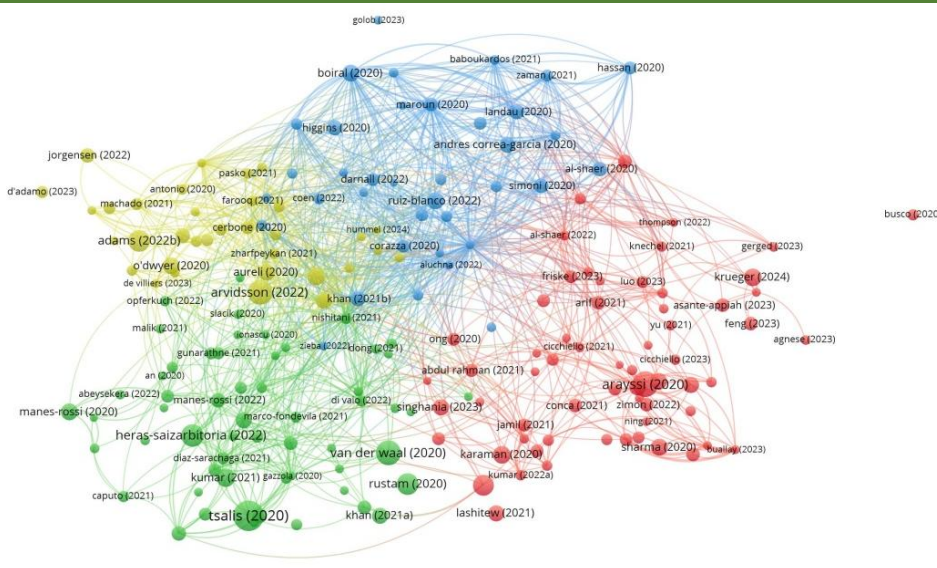 golob (2023)
baboukardos (2021)
boiral (2020)
hassan (2020)
zaman (2021)
maroun (2020)
landau (2020)
higgins (2020)
andres correa-garcia (2020)
jorgensen (2022)
al-shaer (2020)
pasko (2021)
darnall (2022)
simoni (2020)
d'adamo (2023)
antonio (2020)
machado (2021)
farooq (2021)
coen (2022)
ruiz-blanco (2022)
busco (2020
cerbone (2020)
hummel (2024)
thompson (2022)
al-shaer (2022)
adams (2022b)
corazza (2020)
knechel (2021)
gerged (2023)
zharfpeykan (2021)
o'dwyer (2020)
aluchna (2022)
aureli (2020)
friske (2023)
krueger (2024)
de villiers (2023)
luo (2023)
arvidsson (2022)
opferkuch (2022)
khan (2021b)
arif (2021)
asante-appiah (2023)
slacik (2020)
nishitani (2021)
yu (2021)
feng (2023)
malik (2021)
ionascu (2020)
ong (2020)
agnese (2023)
gunarathne (2021)
zieba (2022)
dong (2021)
cicchiello (2021)
cicchiello (2023)
an (2020)
abdul rahman (2021)
arayssi (2020)
abeysekera (2022)
manes-rossi (2022)
di vaio (2022)
singhania (2023)
conca (2021)
zimon (2022)
manes-rossi (2020)
marco-fondevila (2021)
ning (2021)
jamil (2021)
heras-saizarbitoria (2022)
sharma (2020)
buallay (2023)
van der waal (2020)
karaman (2020)
diaz-sarachaga (2021)
kumar (2021)
gazzola (2020)
kumar (2022a)
rustam (2020)
caputo (2021)
tsalis (2020)
khan (2021a)
lashitew (2021)